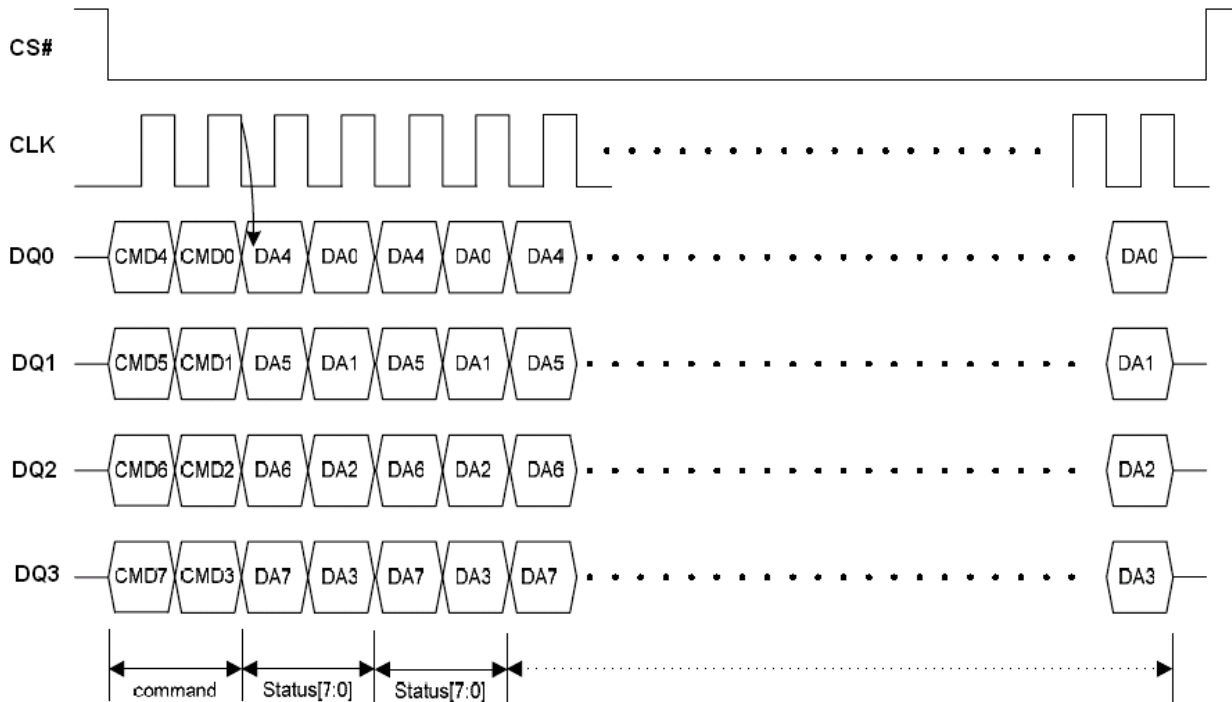 CS#
CLK
DQ0 CMD4 CMD0 DA4 DA0 DA4 DA0 DA4 DA0
DQ1 CMD5 CMD1 DA5 DA1 DA5 DA1 DA5 DA1
DQ2 CMD6 CMD2 DA6 DA2 DA6 DA2 DA6 DA2
DQ3 CMD7 CMD3 DA7 DA3 DA7 DA3 DA7 DA3
command Status[7:0] Status[7:0]